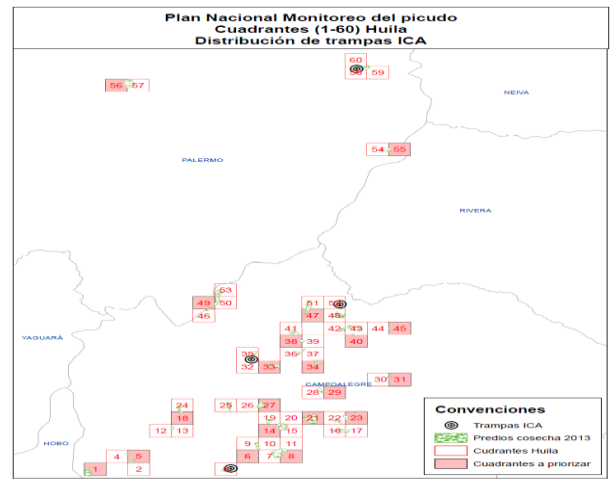 Plan Nacional Monitoreo del picudo
Cuadrantes (1-60) Huila
Distribución de trampas ICA
60
59
56 57
NEIVA
54 55
PALERMO
RIVERA
53
49 50
51
46
47
41 42 43 44 45
38 39 40
YAGUARÁ
36 37
32 33 34
30 31
CAMPOALEGRE
28 29
24 25 26 27
18 19 20 21 22 23
12 13 14 15 16 17
HOBO
9 10 11
4 5 6 7 8
1 2
Convenciones
Trampas ICA
Predios cosecha 2013
Cudrantes Huila
Cuadrantes a priorizar